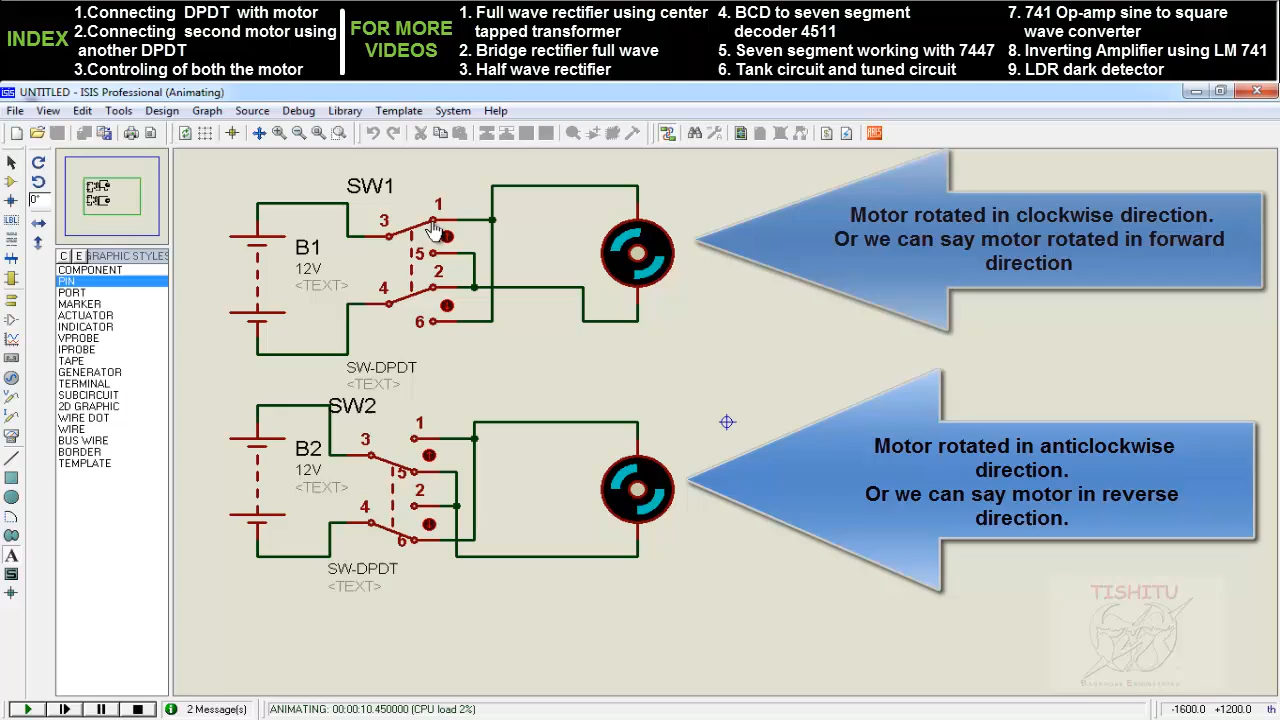 INDEX
1.Connecting DPDT with motor
2.Connecting second motor using
another DPDT
3.Controling of both the motor
FOR MORE
VIDEOS
1. Full wave rectifier using center
tapped transformer
2. Bridge rectifier full wave
3. Half wave rectifier
4. BCD to seven segment
decoder 4511
5. Seven segment working with 7447
6. Tank circuit and tuned circuit
7. 741 Op-amp sine to square
wave converter
8. Inverting Amplifier using LM 741
9. LDR dark detector
ISIS UNTITLED - ISIS Professional (Animating)
File View Edit Tools Design Graph Source Debug Library Template System Help
ARES
0°
LBL
A
C E GRAPHIC STYLES
COMPONENT
PIN
PORT
MARKER
ACTUATOR
INDICATOR
VPROBE
IPROBE
TAPE
GENERATOR
TERMINAL
SUBCIRCUIT
2D GRAPHIC
WIRE DOT
WIRE
BUS WIRE
BORDER
TEMPLATE
SW1
1
3
B1
12V
<TEXT>
5
2
4
6
SW-DPDT
<TEXT>
Motor rotated in clockwise direction.
Or we can say motor rotated in forward
direction
SW2
1
3
B2
12V
<TEXT>
5
2
4
6
SW-DPDT
<TEXT>
Motor rotated in anticlockwise
direction.
Or we can say motor in reverse
direction.
TISHITU
2 Message(s)
ANIMATING: 00:00:10.450000 (CPU load 2%)
-1600.0 +1200.0 th